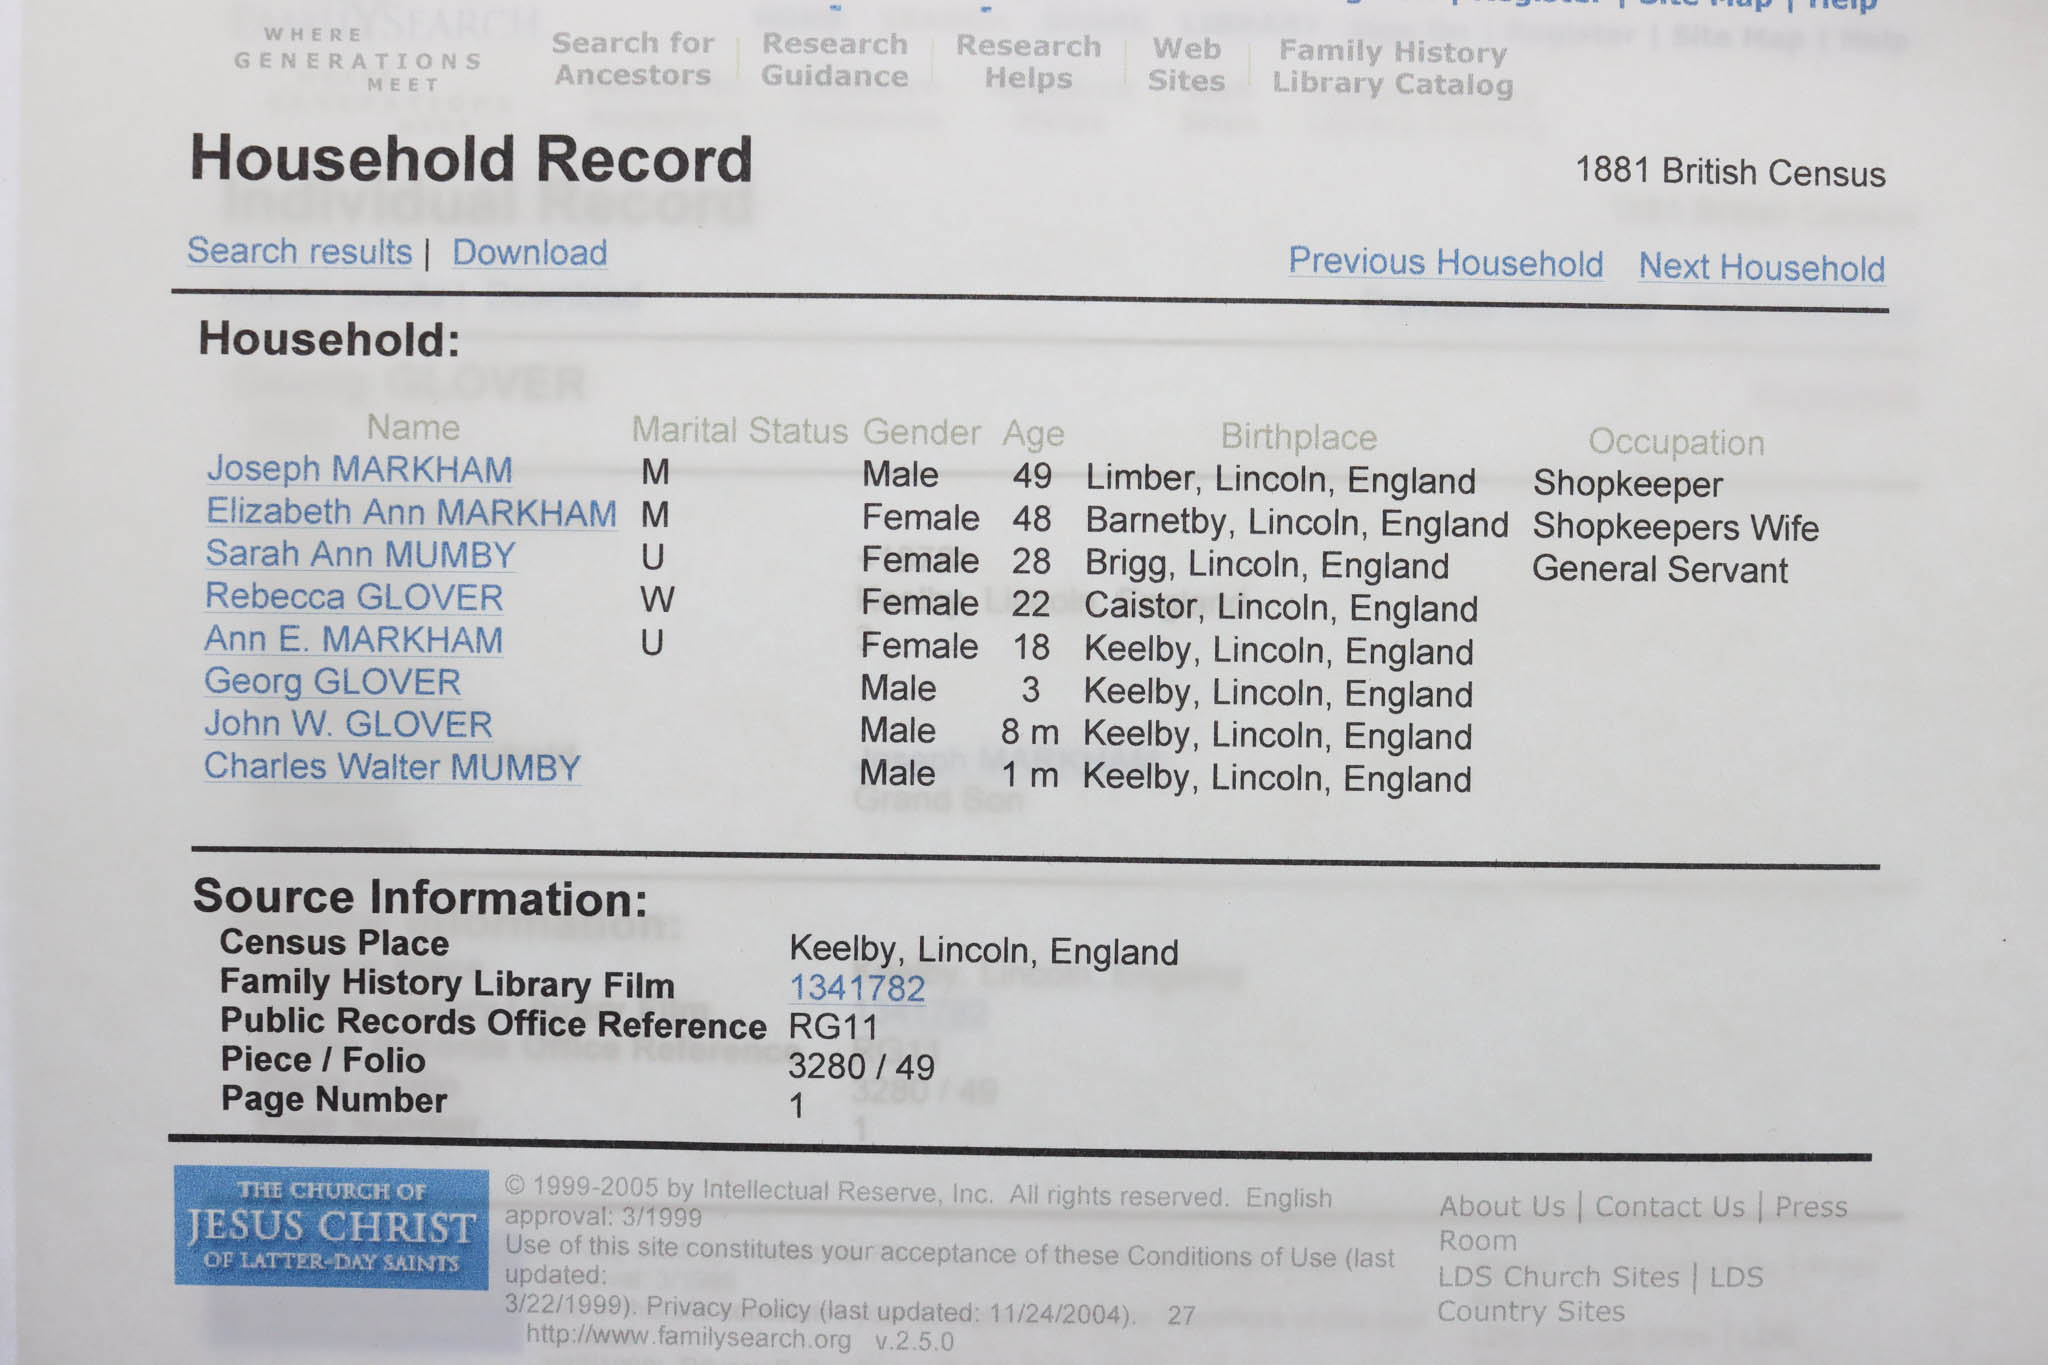 WHERE GENERATIONS MEET
Search for Ancestors | Research Guidance | Research Helps | Web Sites | Family History Library Catalog
Household Record
1881 British Census
Search results | Download
Previous Household Next Household
Household:
Name Marital Status Gender Age Birthplace Occupation
Joseph MARKHAM M Male 49 Limber, Lincoln, England Shopkeeper
Elizabeth Ann MARKHAM M Female 48 Barnetby, Lincoln, England Shopkeepers Wife
Sarah Ann MUMBY U Female 28 Brigg, Lincoln, England General Servant
Rebecca GLOVER W Female 22 Caistor, Lincoln, England
Ann E. MARKHAM U Female 18 Keelby, Lincoln, England
Georg GLOVER Male 3 Keelby, Lincoln, England
John W. GLOVER Male 8 m Keelby, Lincoln, England
Charles Walter MUMBY Male 1 m Keelby, Lincoln, England
Source Information:
Census Place Keelby, Lincoln, England
Family History Library Film 1341782
Public Records Office Reference RG11
Piece / Folio 3280 / 49
Page Number 1
THE CHURCH OF
JESUS CHRIST
OF LATTER-DAY SAINTS
© 1999-2005 by Intellectual Reserve, Inc. All rights reserved. English
approval: 3/1999
Use of this site constitutes your acceptance of these Conditions of Use (last
updated:
3/22/1999). Privacy Policy (last updated: 11/24/2004). 27
http://www.familysearch.org v.2.5.0
About Us | Contact Us | Press
Room
LDS Church Sites | LDS
Country Sites